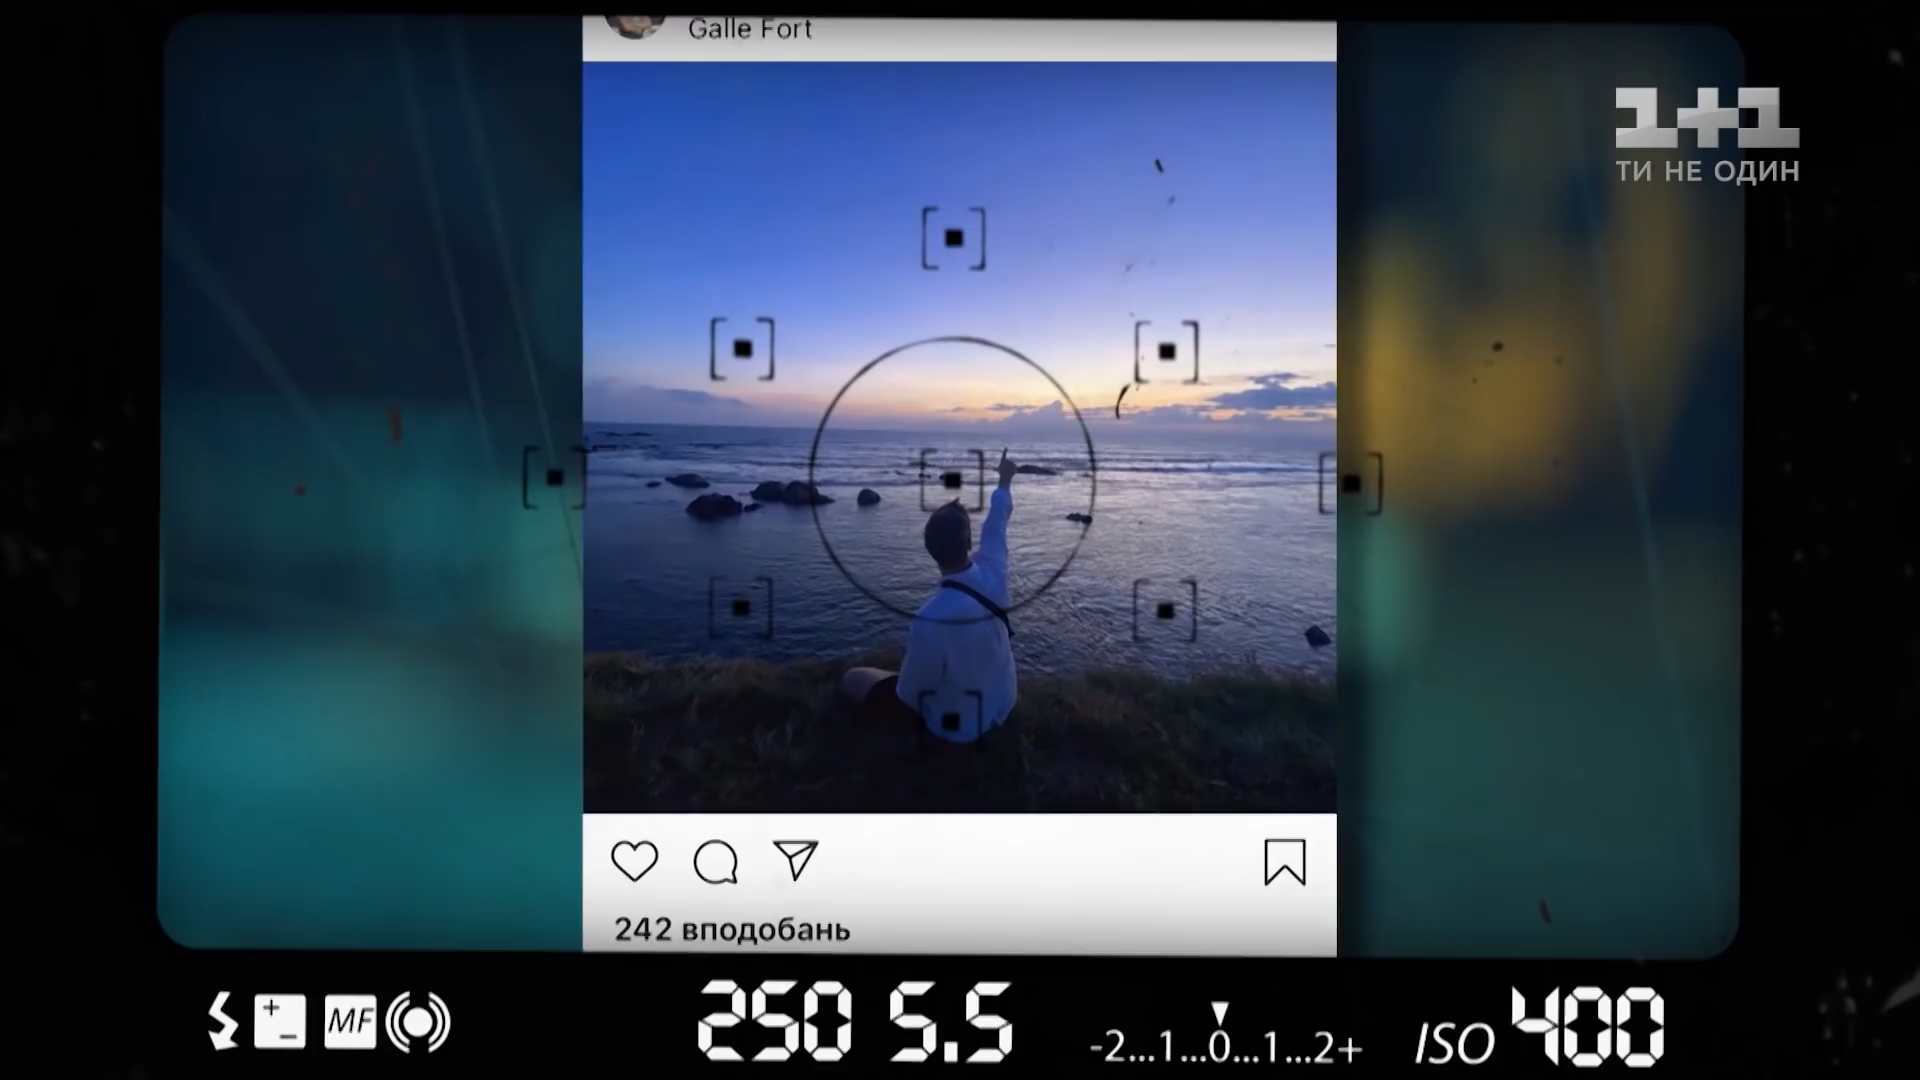 Galle Fort
1+1
ТИ НЕ ОДИН
242 вподобань
+ -
MF
250 5.5
-2...1...0...1...2+
ISO 400